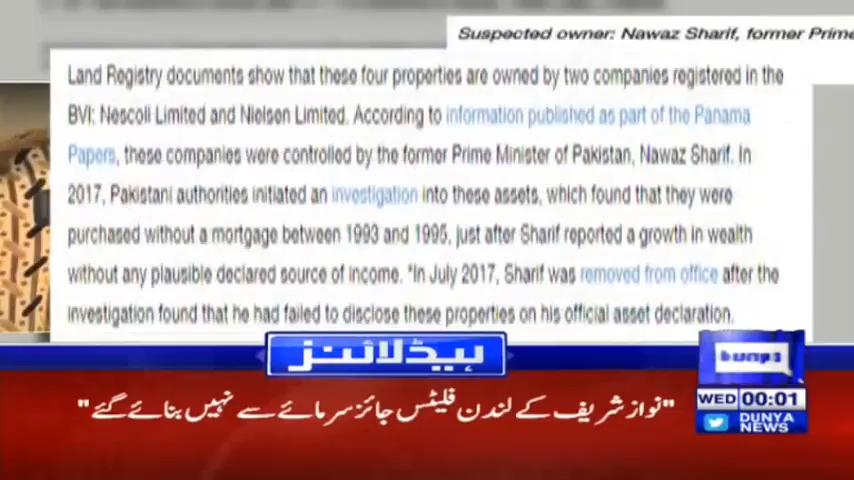 Suspected owner: Nawaz Sharif, former Prime
Land Registry documents show that these four properties are owned by two companies registered in the
BVI: Nescoll Limited and Nielsen Limited. According to information published as part of the Panama
Papers, these companies were controlled by the former Prime Minister of Pakistan, Nawaz Sharif. In
2017, Pakistani authorities initiated an investigation into these assets, which found that they were
purchased without a mortgage between 1993 and 1995, just after Sharif reported a growth in wealth
without any plausible declared source of income. "In July 2017, Sharif was removed from office after the
investigation found that he had failed to disclose these properties on his official asset declaration.
ہیڈلائنز
"نواز شریف کے لندن فلیٹس جائز سرمائے سے نہیں بنائے گئے"
WED 00:01
DUNYA
NEWS